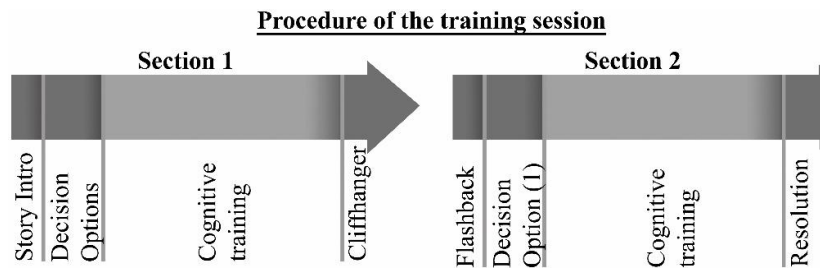 Procedure of the training session
Section 1
Section 2
Story Intro
Decision
Options
Cognitive
training
Cliffhanger
Flashback
Decision
Option (1)
Cognitive
training
Resolution